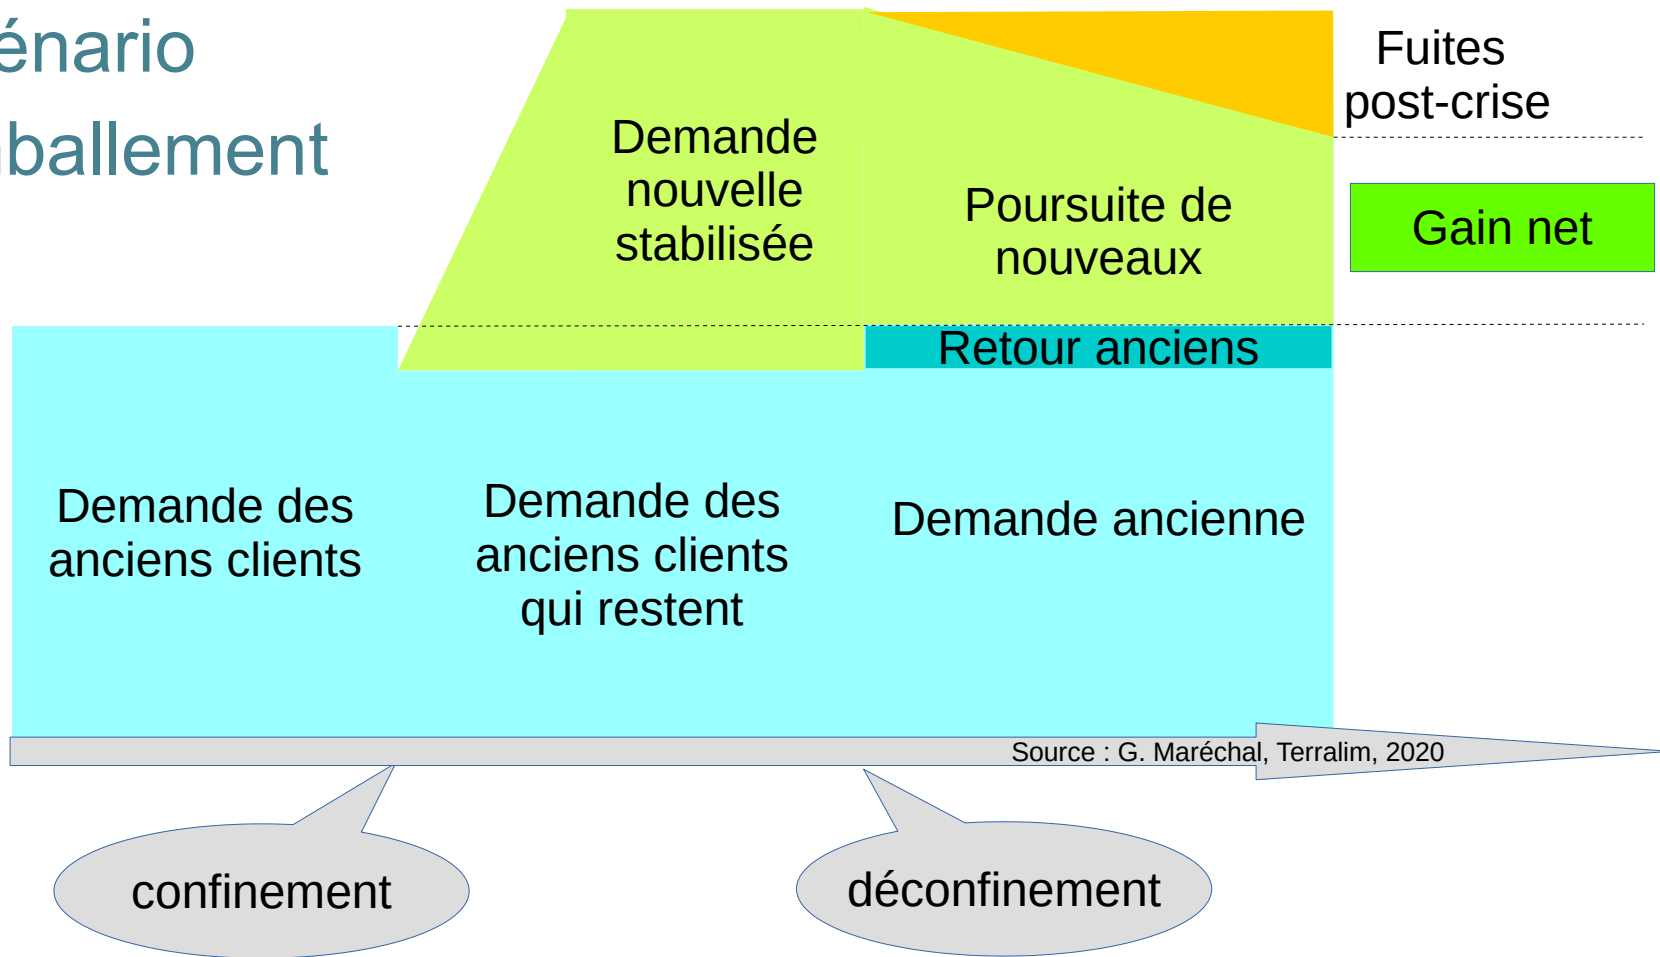 énario
ballement
Fuites
post-crise
Demande
nouvelle
stabilisée
Poursuite de
nouveaux
Gain net
Retour anciens
Demande des
anciens clients
Demande des
anciens clients
qui restent
Demande ancienne
Source : G. Maréchal, Terralim, 2020
confinement
déconfinement